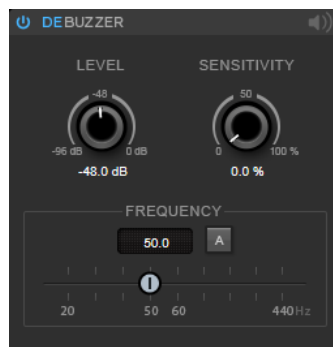 DEBUZZER
LEVEL SENSITIVITY
-48 50
-96 dB 0 dB 0 100 %
-48.0 dB 0.0 %
FREQUENCY
50.0 A
20 50 60 440 Hz